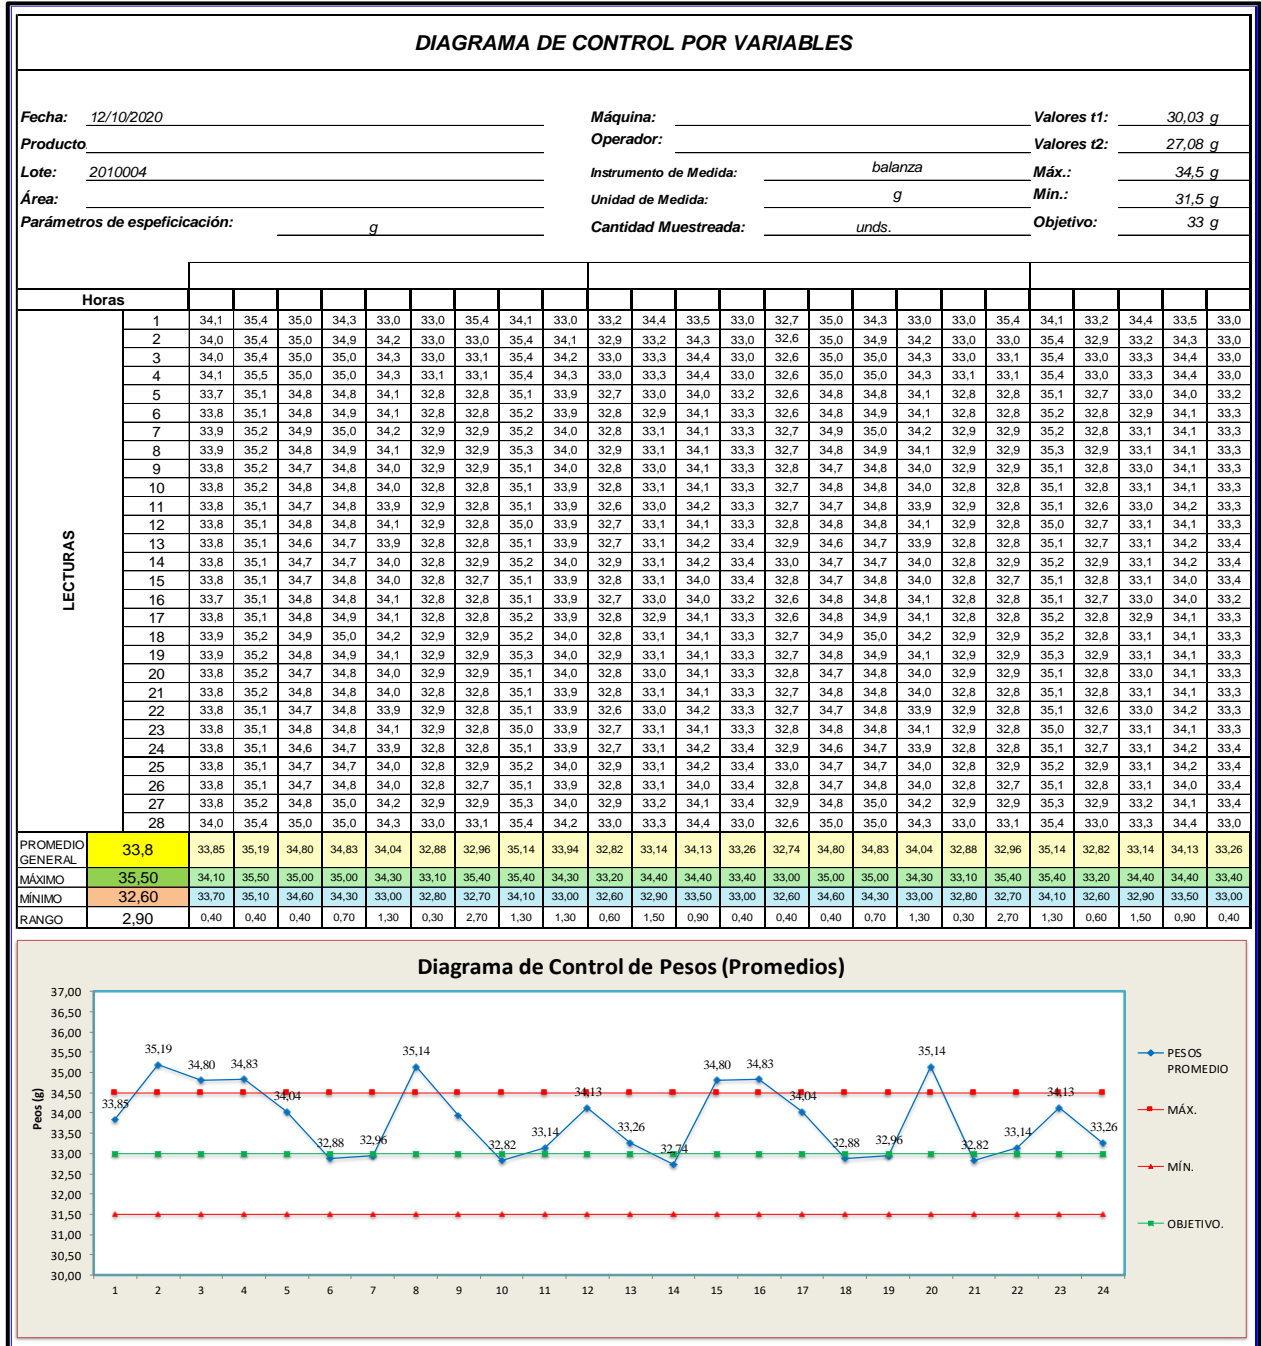 DIAGRAMA DE CONTROL POR VARIABLES
Fecha: 12/10/2020 Máquina: Valores t1: 30,03 g
Producto Operador: Valores t2: 27,08 g
Lote: 2010004 Instrumento de Medida: balanza Máx.: 34,5 g
Área: Unidad de Medida: g Min.: 31,5 g
Parámetros de espeficicación: g Cantidad Muestreada: unds. Objetivo: 33 g
Horas
LECTURAS
1 34,1 35,4 35,0 34,3 33,0 33,0 35,4 34,1 33,0 33,2 34,4 33,5 33,0 32,7 35,0 34,3 33,0 33,0 35,4 34,1 33,2 34,4 33,5 33,0
2 34,0 35,4 35,0 34,9 34,2 33,0 33,0 35,4 34,1 32,9 33,2 34,3 33,0 32,6 35,0 34,9 34,2 33,0 33,0 35,4 32,9 33,2 34,3 33,0
3 34,0 35,4 35,0 35,0 34,3 33,0 33,1 35,4 34,2 33,0 33,3 34,4 33,0 32,6 35,0 35,0 34,3 33,0 33,1 35,4 33,0 33,3 34,4 33,0
4 34,1 35,5 35,0 35,0 34,3 33,1 33,1 35,4 34,3 33,0 33,3 34,4 33,0 32,6 35,0 35,0 34,3 33,1 33,1 35,4 33,0 33,3 34,4 33,0
5 33,7 35,1 34,8 34,8 34,1 32,8 32,8 35,1 33,9 32,7 33,0 34,0 33,2 32,6 34,8 34,8 34,1 32,8 32,8 35,1 32,7 33,0 34,0 33,2
6 33,8 35,1 34,8 34,9 34,1 32,8 32,8 35,2 33,9 32,8 32,9 34,1 33,3 32,6 34,8 34,9 34,1 32,8 32,8 35,2 32,8 32,9 34,1 33,3
7 33,9 35,2 34,9 35,0 34,2 32,9 32,9 35,2 34,0 32,8 33,1 34,1 33,3 32,7 34,9 35,0 34,2 32,9 32,9 35,2 32,8 33,1 34,1 33,3
8 33,9 35,2 34,8 34,9 34,1 32,9 32,9 35,3 34,0 32,9 33,1 34,1 33,3 32,7 34,8 34,9 34,1 32,9 32,9 35,3 32,9 33,1 34,1 33,3
9 33,8 35,2 34,7 34,8 34,0 32,9 32,9 35,1 34,0 32,8 33,0 34,1 33,3 32,8 34,7 34,8 34,0 32,9 32,9 35,1 32,8 33,0 34,1 33,3
10 33,8 35,2 34,8 34,8 34,0 32,8 32,8 35,1 33,9 32,8 33,1 34,1 33,3 32,7 34,8 34,8 34,0 32,8 32,8 35,1 32,8 33,1 34,1 33,3
11 33,8 35,1 34,7 34,8 33,9 32,9 32,8 35,1 33,9 32,6 33,0 34,2 33,3 32,7 34,7 34,8 33,9 32,9 32,8 35,1 32,6 33,0 34,2 33,3
12 33,8 35,1 34,8 34,8 34,1 32,9 32,8 35,0 33,9 32,7 33,1 34,1 33,3 32,8 34,8 34,8 34,1 32,9 32,8 35,0 32,7 33,1 34,1 33,3
13 33,8 35,1 34,6 34,7 33,9 32,8 32,8 35,1 33,9 32,7 33,1 34,2 33,4 32,9 34,6 34,7 33,9 32,8 32,8 35,1 32,7 33,1 34,2 33,4
14 33,8 35,1 34,7 34,7 34,0 32,8 32,9 35,2 34,0 32,9 33,1 34,2 33,4 33,0 34,7 34,7 34,0 32,8 32,9 35,2 32,9 33,1 34,2 33,4
15 33,8 35,1 34,7 34,8 34,0 32,8 32,7 35,1 33,9 32,8 33,1 34,0 33,4 32,8 34,7 34,8 34,0 32,8 32,7 35,1 32,8 33,1 34,0 33,4
16 33,7 35,1 34,8 34,8 34,1 32,8 32,8 35,1 33,9 32,7 33,0 34,0 33,2 32,6 34,8 34,8 34,1 32,8 32,8 35,1 32,7 33,0 34,0 33,2
17 33,8 35,1 34,8 34,9 34,1 32,8 32,8 35,2 33,9 32,8 32,9 34,1 33,3 32,6 34,8 34,9 34,1 32,8 32,8 35,2 32,8 32,9 34,1 33,3
18 33,9 35,2 34,9 35,0 34,2 32,9 32,9 35,2 34,0 32,8 33,1 34,1 33,3 32,7 34,9 35,0 34,2 32,9 32,9 35,2 32,8 33,1 34,1 33,3
19 33,9 35,2 34,8 34,9 34,1 32,9 32,9 35,3 34,0 32,9 33,1 34,1 33,3 32,7 34,8 34,9 34,1 32,9 32,9 35,3 32,9 33,1 34,1 33,3
20 33,8 35,2 34,7 34,8 34,0 32,9 32,9 35,1 34,0 32,8 33,0 34,1 33,3 32,8 34,7 34,8 34,0 32,9 32,9 35,1 32,8 33,0 34,1 33,3
21 33,8 35,2 34,8 34,8 34,0 32,8 32,8 35,1 33,9 32,8 33,1 34,1 33,3 32,7 34,8 34,8 34,0 32,8 32,8 35,1 32,8 33,1 34,1 33,3
22 33,8 35,1 34,7 34,8 33,9 32,9 32,8 35,1 33,9 32,6 33,0 34,2 33,3 32,7 34,7 34,8 33,9 32,9 32,8 35,1 32,6 33,0 34,2 33,3
23 33,8 35,1 34,8 34,8 34,1 32,9 32,8 35,0 33,9 32,7 33,1 34,1 33,3 32,8 34,8 34,8 34,1 32,9 32,8 35,0 32,7 33,1 34,1 33,3
24 33,8 35,1 34,6 34,7 33,9 32,8 32,8 35,1 33,9 32,7 33,1 34,2 33,4 32,9 34,6 34,7 33,9 32,8 32,8 35,1 32,7 33,1 34,2 33,4
25 33,8 35,1 34,7 34,7 34,0 32,8 32,9 35,2 34,0 32,9 33,1 34,2 33,4 33,0 34,7 34,7 34,0 32,8 32,9 35,2 32,9 33,1 34,2 33,4
26 33,8 35,1 34,7 34,8 34,0 32,8 32,7 35,1 33,9 32,8 33,1 34,0 33,4 32,8 34,7 34,8 34,0 32,8 32,7 35,1 32,8 33,1 34,0 33,4
27 33,8 35,2 34,8 35,0 34,2 32,9 32,9 35,3 34,0 32,9 33,2 34,1 33,4 32,9 34,8 35,0 34,2 32,9 32,9 35,3 32,9 33,2 34,1 33,4
28 34,0 35,4 35,0 35,0 34,3 33,0 33,1 35,4 34,2 33,0 33,3 34,4 33,0 32,6 35,0 35,0 34,3 33,0 33,1 35,4 33,0 33,3 34,4 33,0
PROMEDIO GENERAL 33,8 33,85 35,19 34,80 34,83 34,04 32,88 32,96 35,14 33,94 32,82 33,14 34,13 33,26 32,74 34,80 34,83 34,04 32,88 32,96 35,14 32,82 33,14 34,13 33,26
MÁXIMO 35,50 34,10 35,50 35,00 35,00 34,30 33,10 35,40 35,40 34,30 33,20 34,40 34,40 33,40 33,00 35,00 35,00 34,30 33,10 35,40 35,40 33,20 34,40 34,40 33,40
MÍNIMO 32,60 33,70 35,10 34,60 34,30 33,00 32,80 32,70 34,10 33,00 32,60 32,90 33,50 33,00 32,60 34,60 34,30 33,00 32,80 32,70 34,10 32,60 32,90 33,50 33,00
RANGO 2,90 0,40 0,40 0,40 0,70 1,30 0,30 2,70 1,30 1,30 0,60 1,50 0,90 0,40 0,40 0,40 0,70 1,30 0,30 2,70 1,30 0,60 1,50 0,90 0,40
Diagrama de Control de Pesos (Promedios)
Peos (g)
37,00
36,50
36,00
35,50
35,00
34,50
34,00
33,50
33,00
32,50
32,00
31,50
31,00
30,50
30,00
33,85 35,19 34,80 34,83 34,04 32,88 32,96 35,14 32,82 33,14 34,13 33,26 32,74 34,80 34,83 34,04 32,88 32,96 35,14 32,82 33,14 34,13 33,26
1 2 3 4 5 6 7 8 9 10 11 12 13 14 15 16 17 18 19 20 21 22 23 24
PESOS
PROMEDIO
MÁX.
MÍN.
OBJETIVO.